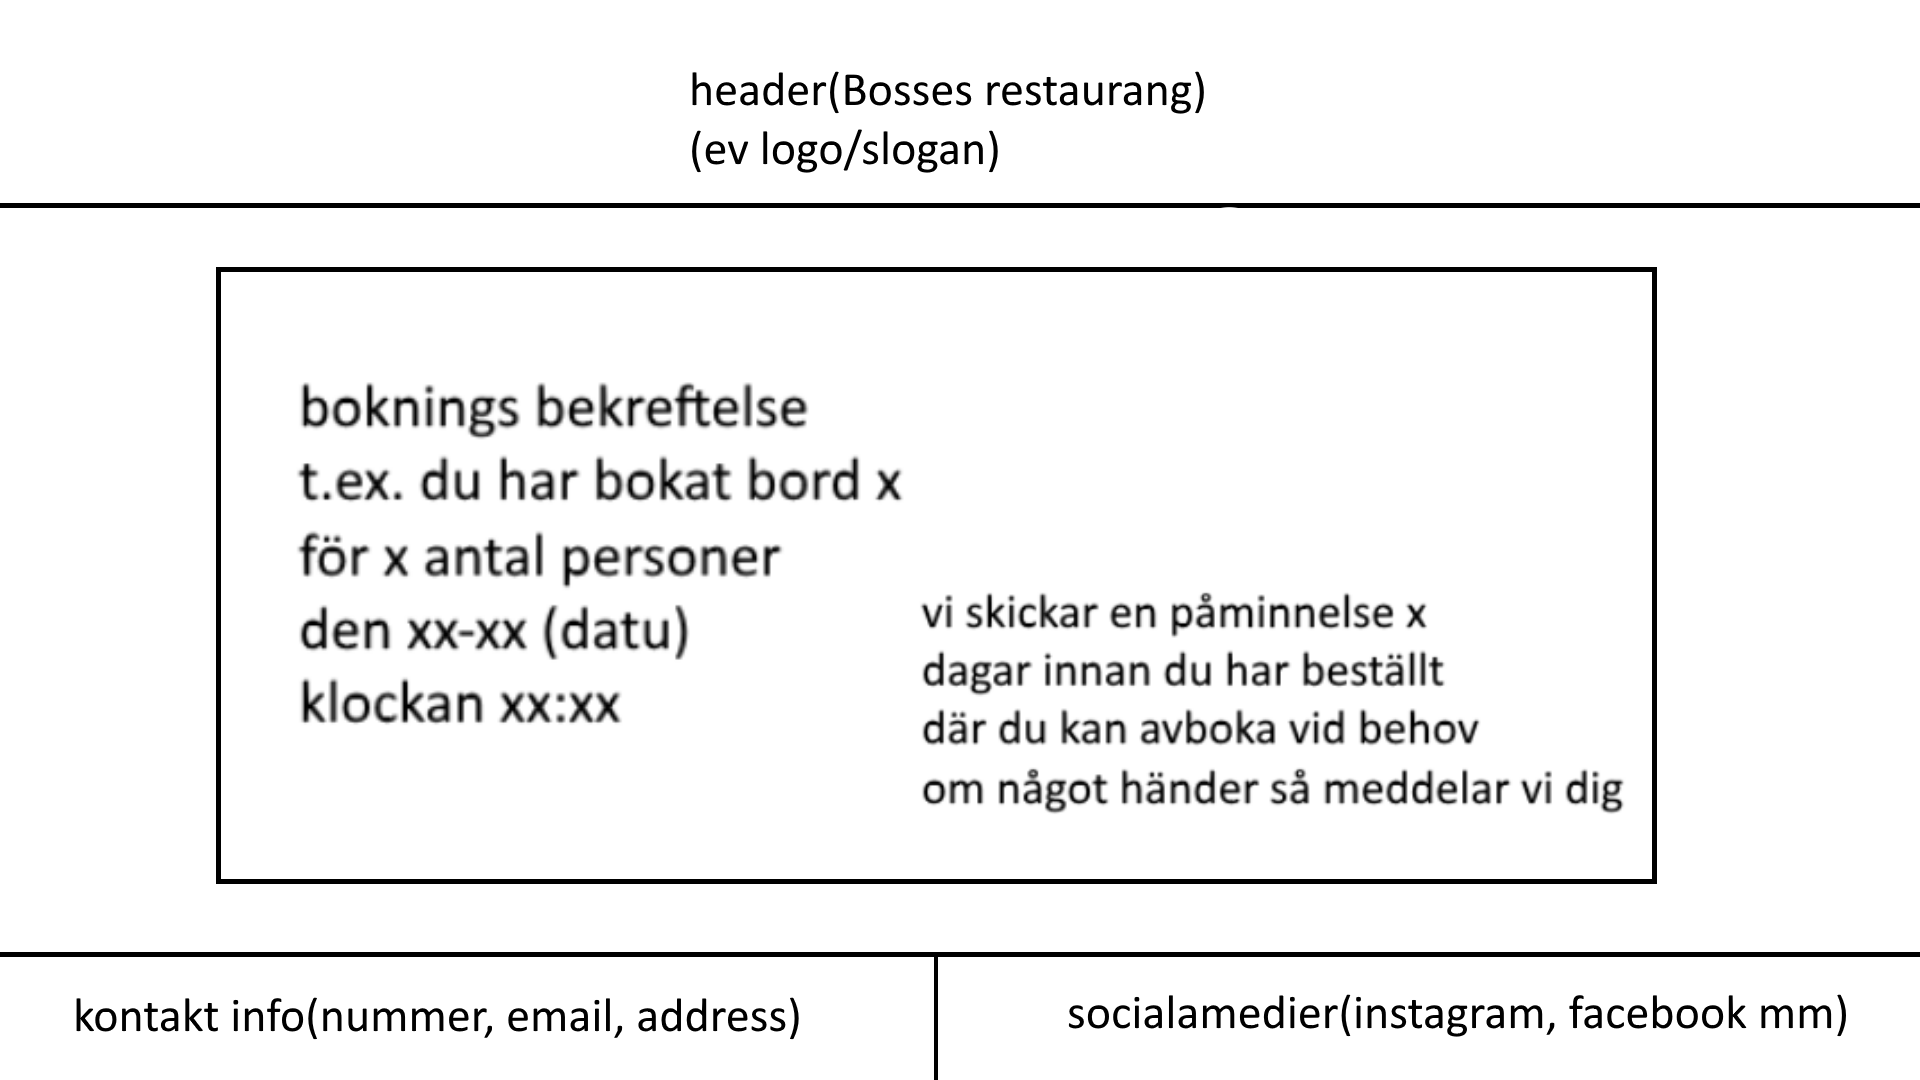 header(Bosses restaurang)
(ev logo/slogan)
boknings bekreftelse
t.ex. du har bokat bord x
för x antal personer
den xx-xx (datu)
klockan xx:xx
vi skickar en påminnelse x
dagar innan du har beställt
där du kan avboka vid behov
om något händer så meddelar vi dig
kontakt info(nummer, email, address)
socialamedier(instagram, facebook mm)